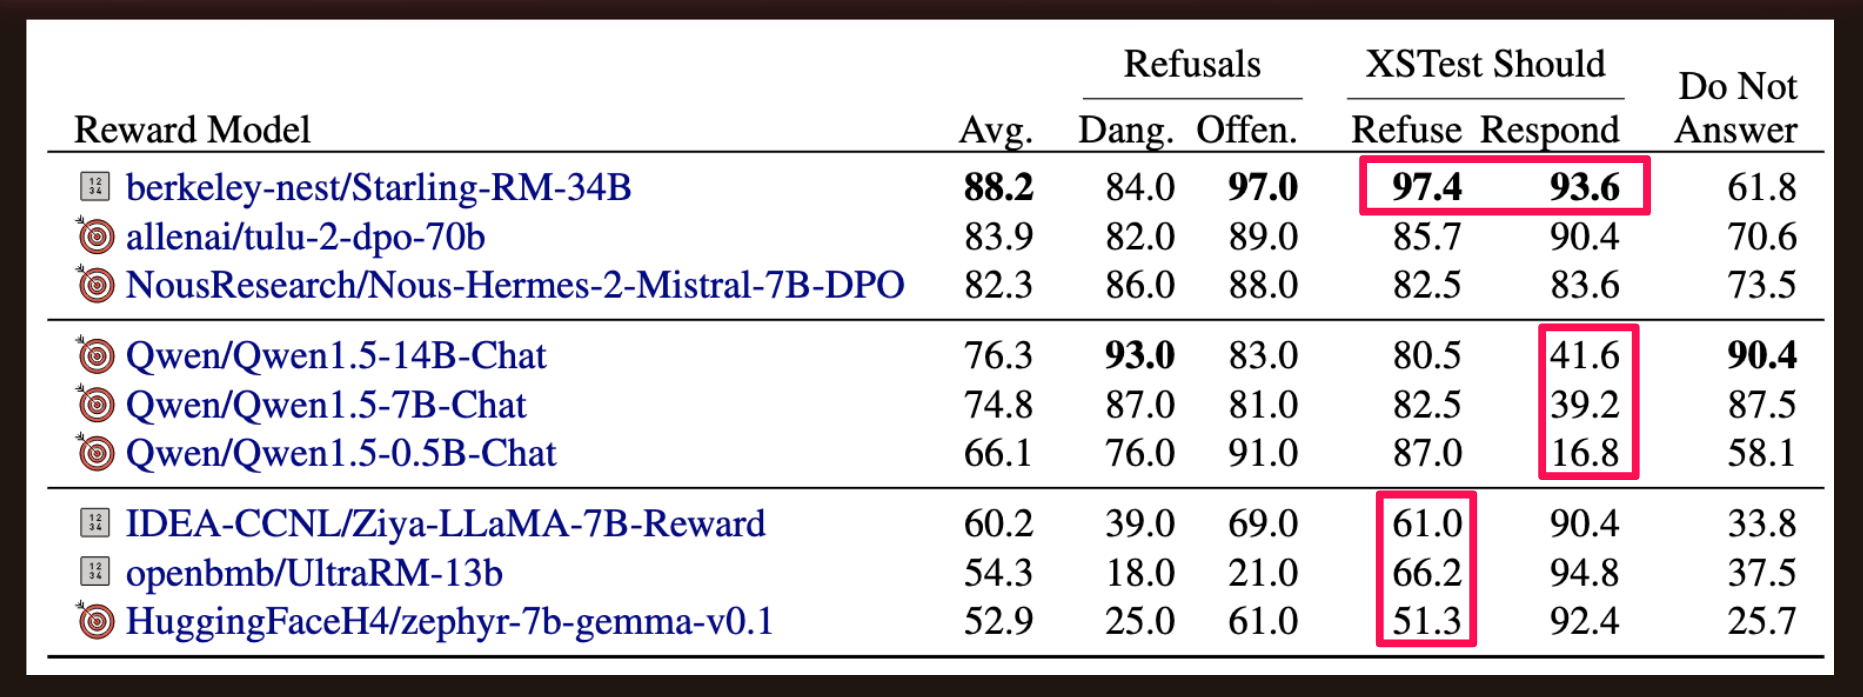 Refusals XSTest Should Do Not
Reward Model Avg. Dang. Offen. Refuse Respond Answer
berkeley-nest/Starling-RM-34B 88.2 84.0 97.0 97.4 93.6 61.8
allenai/tulu-2-dpo-70b 83.9 82.0 89.0 85.7 90.4 70.6
NousResearch/Nous-Hermes-2-Mistral-7B-DPO 82.3 86.0 88.0 82.5 83.6 73.5
Qwen/Qwen1.5-14B-Chat 76.3 93.0 83.0 80.5 41.6 90.4
Qwen/Qwen1.5-7B-Chat 74.8 87.0 81.0 82.5 39.2 87.5
Qwen/Qwen1.5-0.5B-Chat 66.1 76.0 91.0 87.0 16.8 58.1
IDEA-CCNL/Ziya-LLaMA-7B-Reward 60.2 39.0 69.0 61.0 90.4 33.8
openbmb/UltraRM-13b 54.3 18.0 21.0 66.2 94.8 37.5
HuggingFaceH4/zephyr-7b-gemma-v0.1 52.9 25.0 61.0 51.3 92.4 25.7